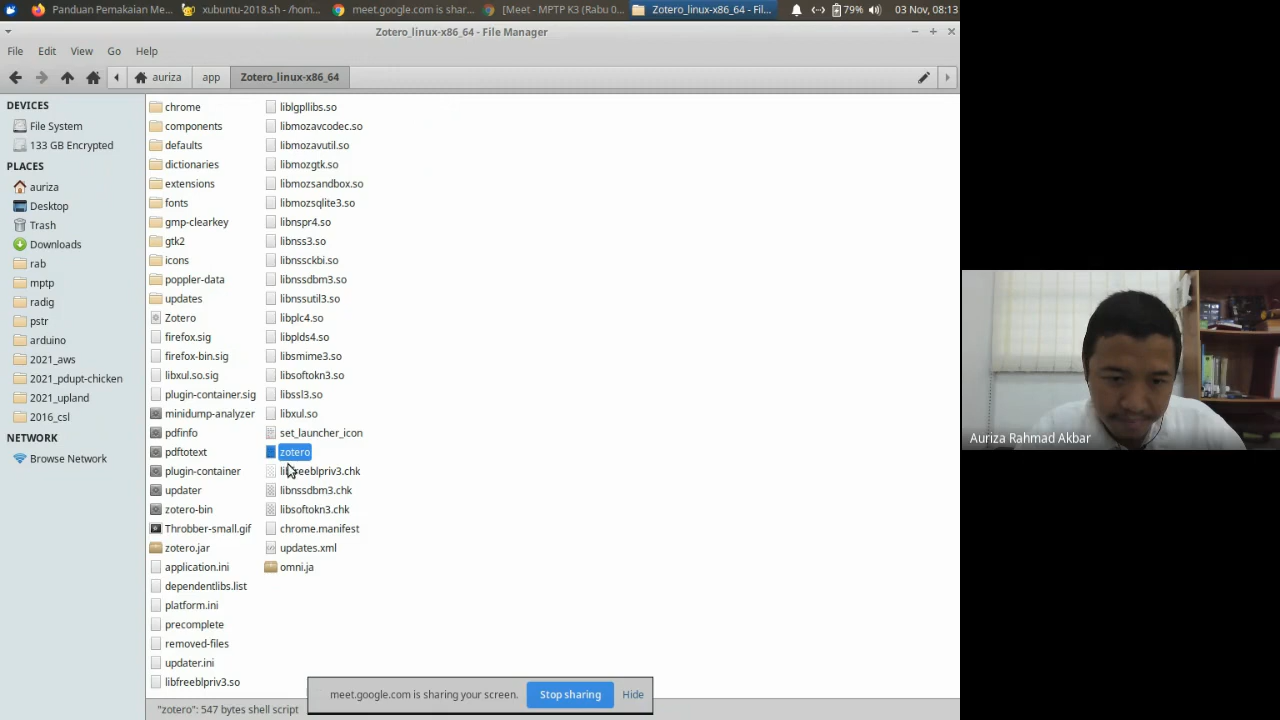 Panduan Pemakaian Me... xubuntu-2018.sh - /hom... meet.google.com is shar... [Meet - MPTP K3 (Rabu 0... Zotero_linux-x86_64 - Fil... 79% 03 Nov, 08:13
Zotero_linux-x86_64 - File Manager
File Edit View Go Help
auriza app Zotero_linux-x86_64
DEVICES
File System
133 GB Encrypted
PLACES
auriza
Desktop
Trash
Downloads
rab
mptp
radig
pstr
arduino
2021_aws
2021_pdupt-chicken
2021_upland
2016_csl
NETWORK
Browse Network
chrome
components
defaults
dictionaries
extensions
fonts
gmp-clearkey
gtk2
icons
poppler-data
updates
Zotero
firefox.sig
firefox-bin.sig
libxul.so.sig
plugin-container.sig
minidump-analyzer
pdfinfo
pdftotext
plugin-container
updater
zotero-bin
Throbber-small.gif
zotero.jar
application.ini
dependentlibs.list
platform.ini
precomplete
removed-files
updater.ini
libfreeblpriv3.so
liblgpllibs.so
libmozavcodec.so
libmozavutil.so
libmozgtk.so
libmozsandbox.so
libmozsqlite3.so
libnspr4.so
libnss3.so
libnssckbi.so
libnssdbm3.so
libnssutil3.so
libplc4.so
libplds4.so
libsmime3.so
libsoftokn3.so
libssl3.so
libxul.so
set_launcher_icon
zotero
libfreeblpriv3.chk
libnssdbm3.chk
libsoftokn3.chk
chrome.manifest
updates.xml
omni.ja
meet.google.com is sharing your screen. Stop sharing Hide
"zotero": 547 bytes shell script
Auriza Rahmad Akbar